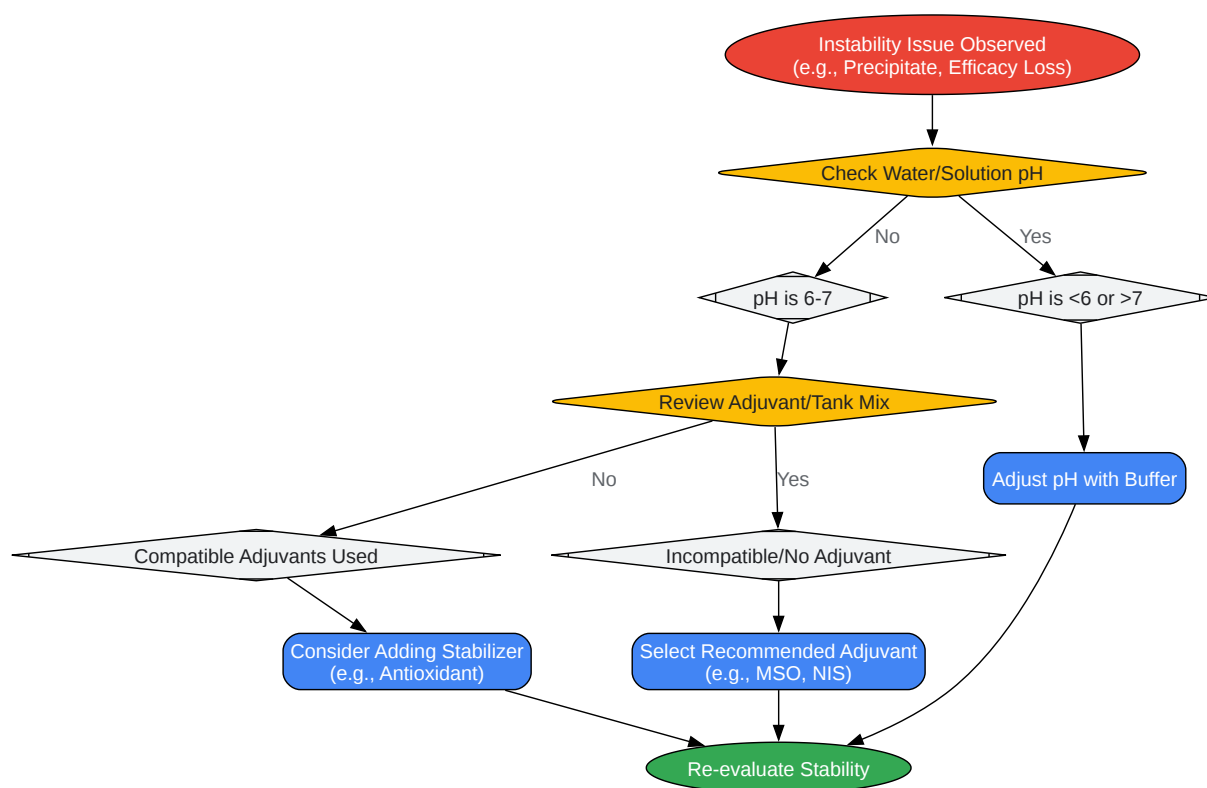 Instability Issue Observed
(e.g., Precipitate, Efficacy Loss)
Check Water/Solution pH
No
Yes
pH is 6-7
pH is <6 or >7
Review Adjuvant/Tank Mix
No
Yes
Adjust pH with Buffer
Compatible Adjuvants Used
Incompatible/No Adjuvant
Consider Adding Stabilizer
(e.g., Antioxidant)
Select Recommended Adjuvant
(e.g., MSO, NIS)
Re-evaluate Stability